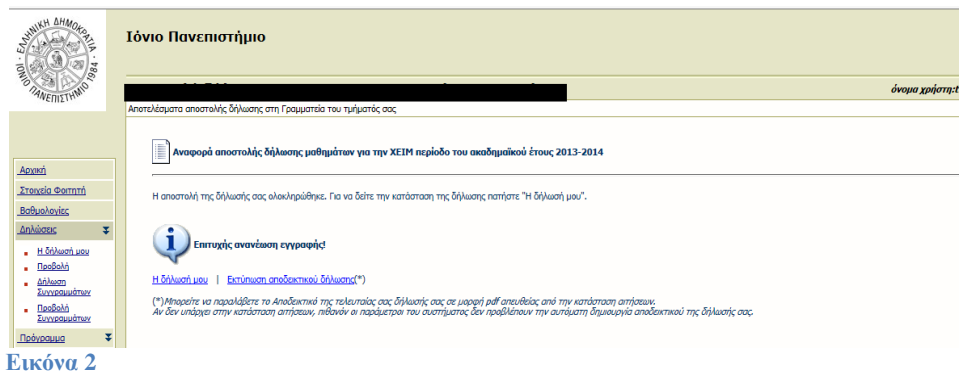 ΕΛΛΗΝΙΚΗ ΔΗΜΟΚΡΑΤΙΑ · ΙΟΝΙΟ ΠΑΝΕΠΙΣΤΗΜΙΟ 1984 ·
Ιόνιο Πανεπιστήμιο
όνομα χρήστη:t
Αποτελέσματα αποστολής δήλωσης στη Γραμματεία του τμήματός σας
Αναφορά αποστολής δήλωσης μαθημάτων για την ΧΕΙΜ περίοδο του ακαδημαϊκού έτους 2013-2014
Αρχική
Στοιχεία Φοιτητή
Βαθμολογίες
Δηλώσεις
Η δήλωσή μου
Προβολή
Δήλωση
Συγγραμμάτων
Προβολή
Συγγραμμάτων
Πρόγραμμα
Η αποστολή της δήλωσής σας ολοκληρώθηκε. Για να δείτε την κατάσταση της δήλωσης πατήστε "Η δήλωσή μου".
Επιτυχής ανανέωση εγγραφής!
Η δήλωσή μου | Εκτύπωση αποδεικτικού δήλωσης(*)
(*)Μπορείτε να παραλάβετε το Αποδεικτικό της τελευταίας σας δήλωσής σας σε μορφή pdf απευθείας από την κατάσταση αιτήσεων.
Αν δεν υπάρχει στην κατάσταση αιτήσεων, πιθανόν οι παράμετροι του συστήματος δεν προβλέπουν την αυτόματη δημιουργία αποδεικτικού της δήλωσής σας.
Εικόνα 2